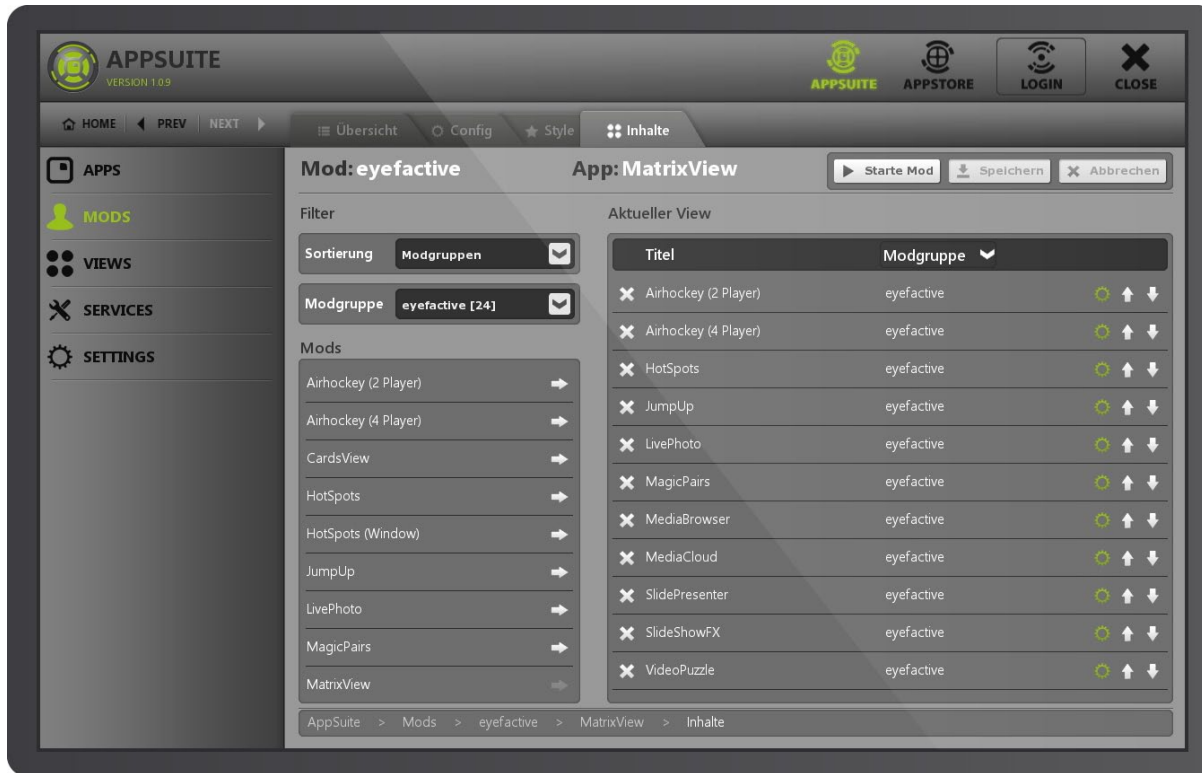 APPSUITE
VERSION 1.0.9
APPSUITE
APPSTORE
LOGIN
CLOSE
HOME
PREV
NEXT
Übersicht
Config
Style
Inhalte
APPS
MODS
VIEWS
SERVICES
SETTINGS
Mod: eyefactive
App: MatrixView
Starte Mod
Speichern
Abbrechen
Filter
Sortierung Modgruppen
Modgruppe eyefactive [24]
Mods
Airhockey (2 Player)
Airhockey (4 Player)
CardsView
HotSpots
HotSpots (Window)
JumpUp
LivePhoto
MagicPairs
MatrixView
Aktueller View
Titel Modgruppe
Airhockey (2 Player) eyefactive
Airhockey (4 Player) eyefactive
HotSpots eyefactive
JumpUp eyefactive
LivePhoto eyefactive
MagicPairs eyefactive
MediaBrowser eyefactive
MediaCloud eyefactive
SlidePresenter eyefactive
SlideShowFX eyefactive
VideoPuzzle eyefactive
AppSuite > Mods > eyefactive > MatrixView > Inhalte